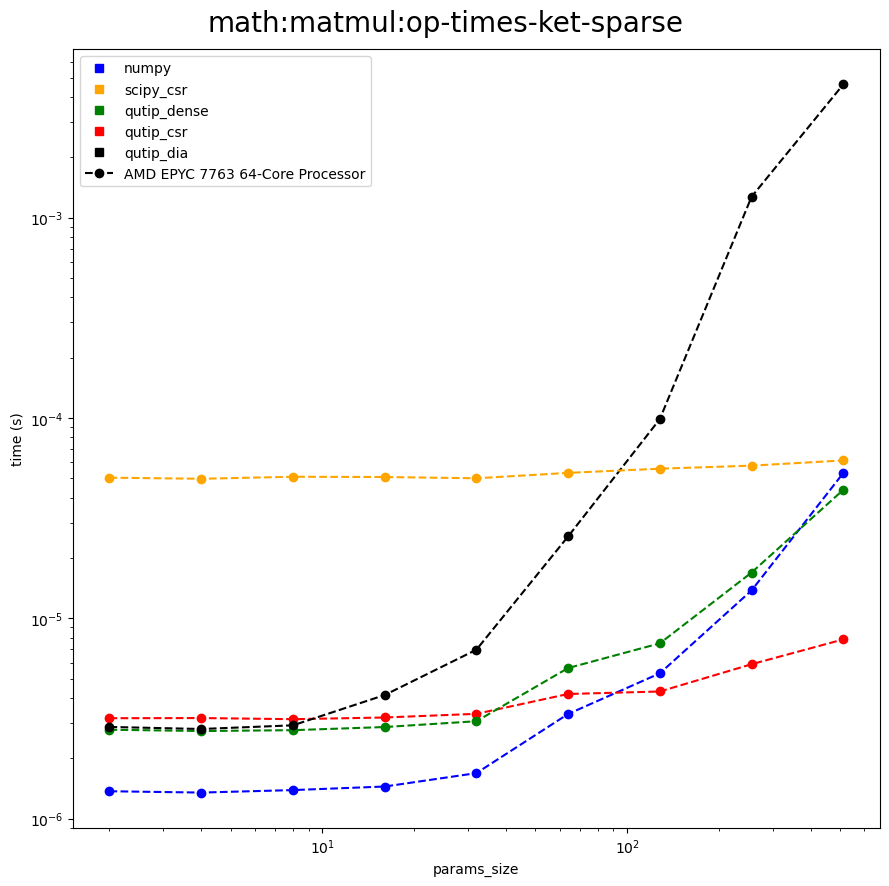 math:matmul:op-times-ket-sparse
numpy
scipy_csr
qutip_dense
qutip_csr
qutip_dia
AMD EPYC 7763 64-Core Processor
time (s)
10⁻³
10⁻⁴
10⁻⁵
10⁻⁶
10¹ 10²
params_size